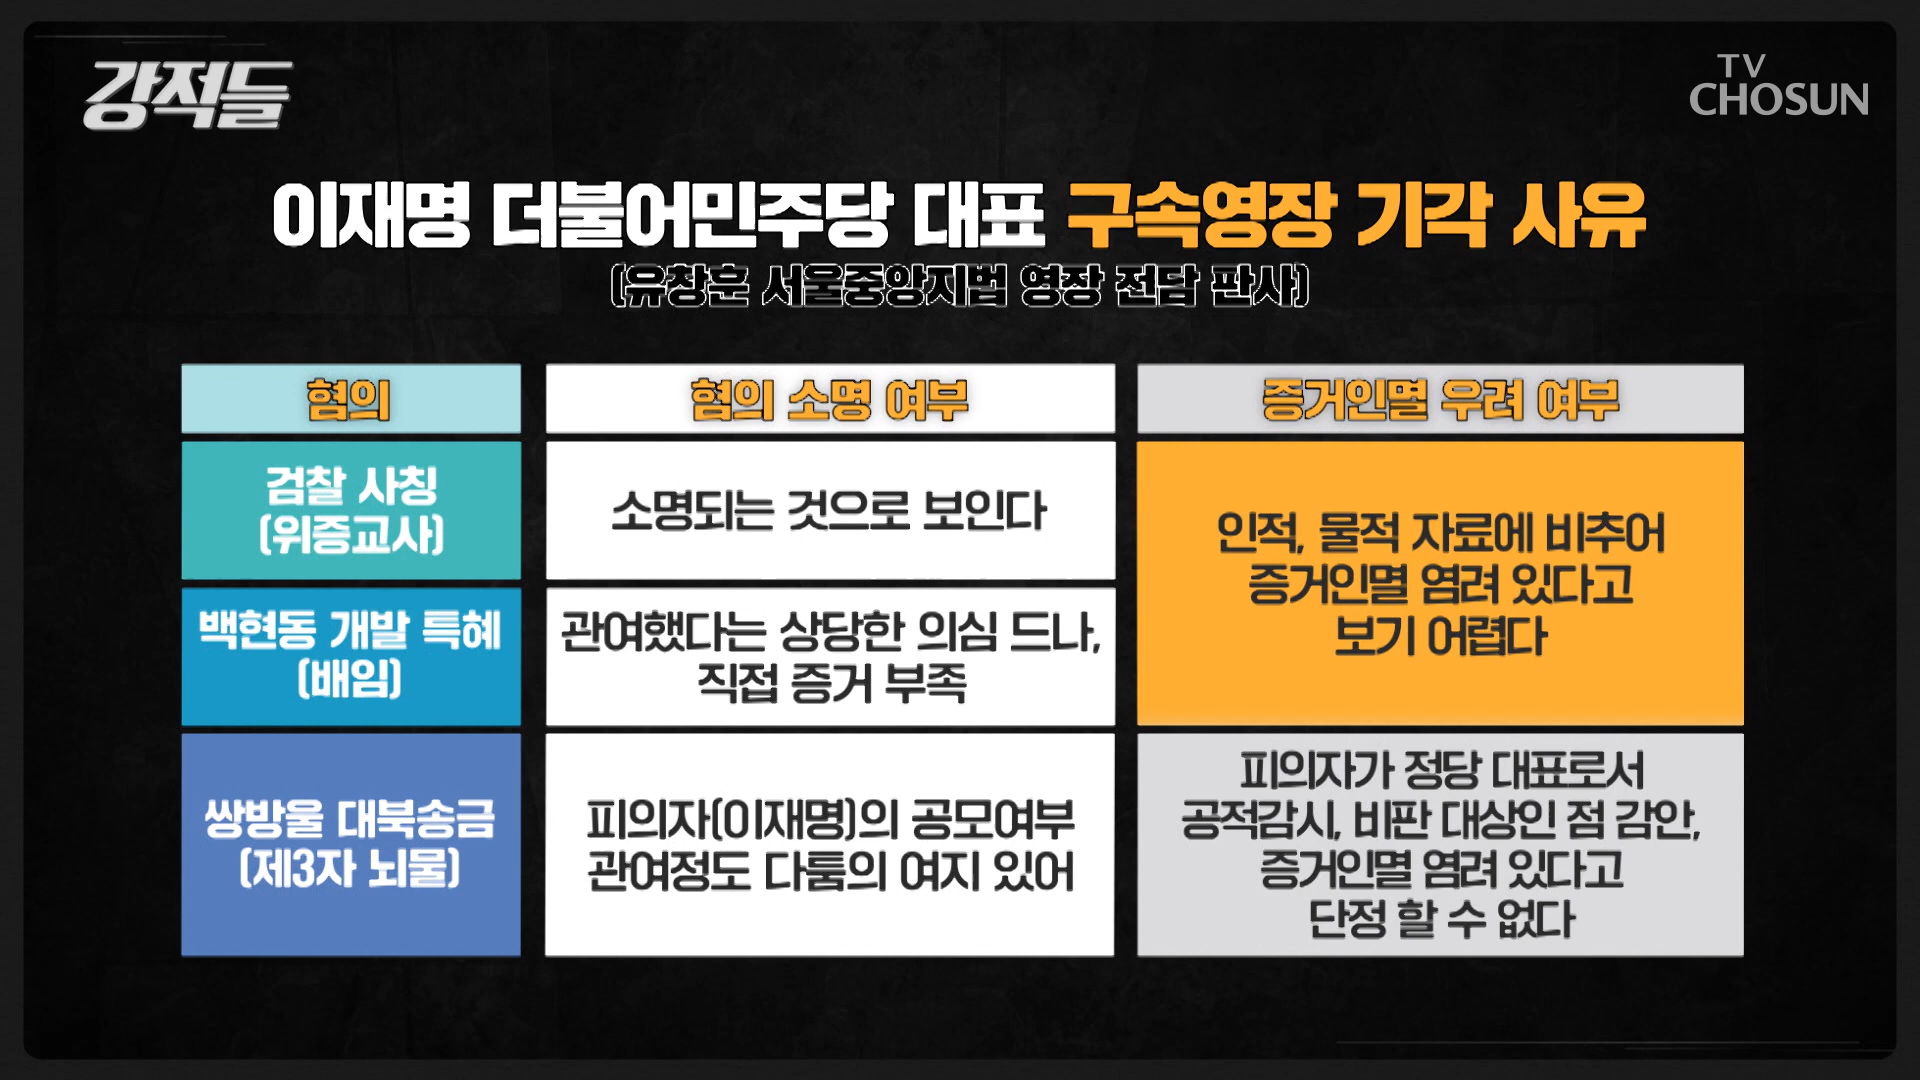 강적들
TV
CHOSUN
이재명 더불어민주당 대표 구속영장 기각 사유
(유창훈 서울중앙지법 영장 전담 판사)
혐의
혐의 소명 여부
증거인멸 우려 여부
검찰 사칭
(위증교사)
소명되는 것으로 보인다
인적, 물적 자료에 비추어
증거인멸 염려 있다고
보기 어렵다
백현동 개발 특혜
(배임)
관여했다는 상당한 의심 드나,
직접 증거 부족
쌍방울 대북송금
(제3자 뇌물)
피의자(이재명)의 공모여부
관여정도 다툼의 여지 있어
피의자가 정당 대표로서
공적감시, 비판 대상인 점 감안,
증거인멸 염려 있다고
단정 할 수 없다